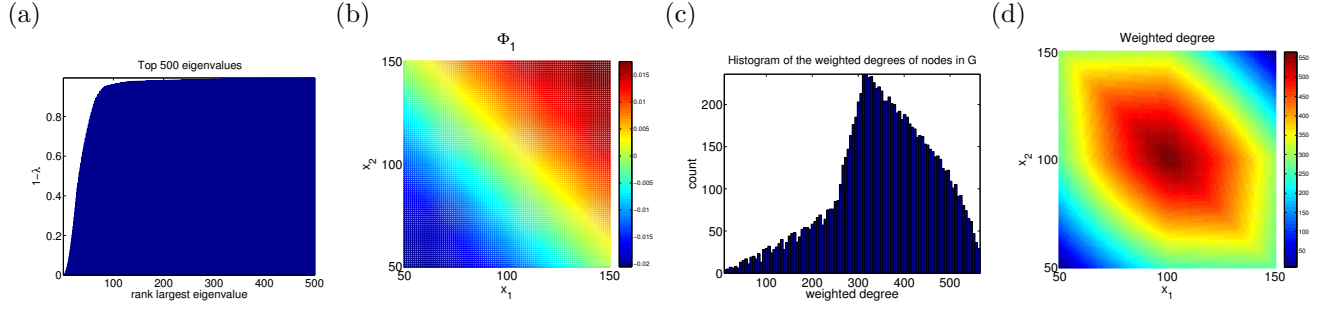 (a)
Top 500 eigenvalues
1−λ
0.8
0.6
0.4
0.2
0
100 200 300 400 500
rank largest eigenvalue
(b)
Φ1
x2
150
100
50
50 100 150
x1
0.015
0.01
0.005
0
−0.005
−0.01
−0.015
−0.02
(c)
Histogram of the weighted degrees of nodes in G
count
200
150
100
50
0
100 200 300 400 500
weighted degree
(d)
Weighted degree
x2
150
100
50
50 100 150
x1
550
500
450
400
350
300
250
200
150
100
50